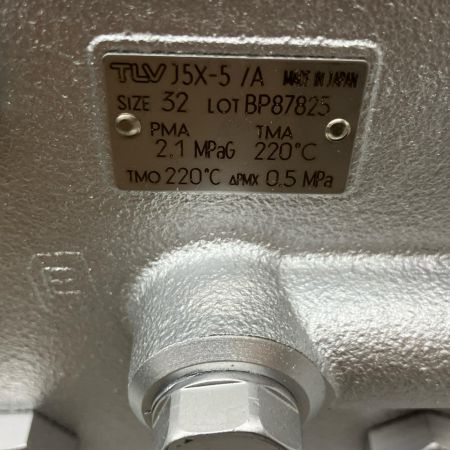 TLV J5X-5 /A MADE IN JAPAN
SIZE 32 LOT BP87825
PMA TMA
2.1 MPaG 220°C
TMO 220°C ΔPMX 0.5 MPa
E